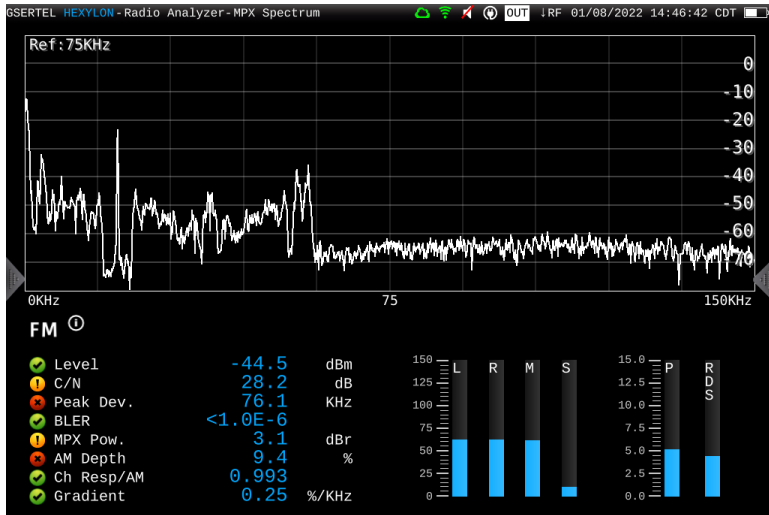 GSERTEL HEXYLON-Radio Analyzer-MPX Spectrum OUT ↓RF 01/08/2022 14:46:42 CDT
Ref:75KHz
0
-10
-20
-30
-40
-50
-60
-70
0KHz 75 150KHz
FM i
Level -44.5 dBm
! C/N 28.2 dB
Peak Dev. 76.1 KHz
BLER <1.0E-6
! MPX Pow. 3.1 dBr
AM Depth 9.4 %
Ch Resp/AM 0.993
Gradient 0.25 %/KHz
150 L R M S
125
100
75
50
25
0
15.0 P RDS
12.5
10.0
7.5
5.0
2.5
0.0